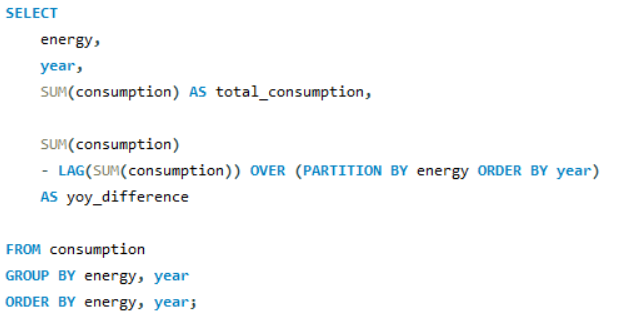 SELECT
energy,
year,
SUM(consumption) AS total_consumption,
SUM(consumption)
- LAG(SUM(consumption)) OVER (PARTITION BY energy ORDER BY year)
AS yoy_difference
FROM consumption
GROUP BY energy, year
ORDER BY energy, year;